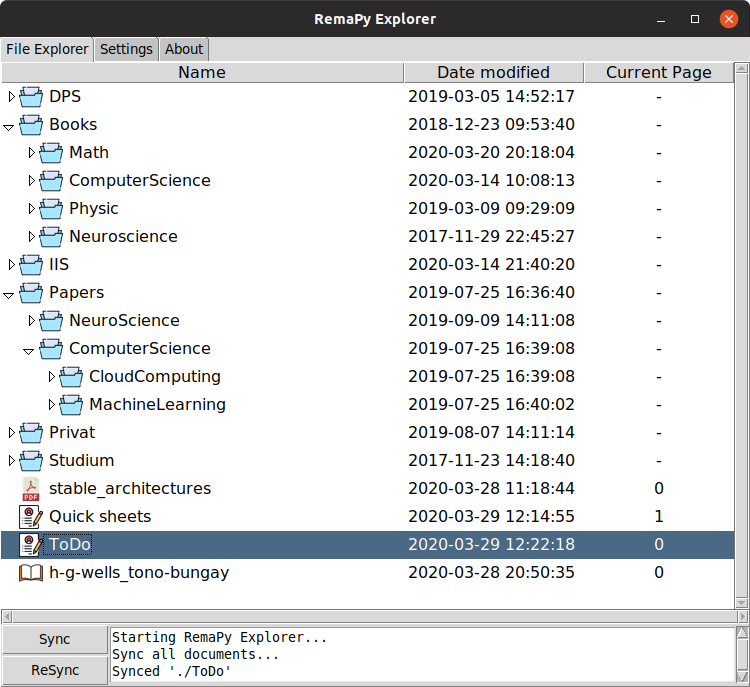 RemaPy Explorer
File Explorer Settings About
Name Date modified Current Page
DPS 2019-03-05 14:52:17 -
Books 2018-12-23 09:53:40 -
Math 2020-03-20 20:18:04 -
ComputerScience 2020-03-14 10:08:13 -
Physic 2019-03-09 09:29:09 -
Neuroscience 2017-11-29 22:45:27 -
IIS 2020-03-14 21:40:20 -
Papers 2019-07-25 16:36:40 -
NeuroScience 2019-09-09 14:11:08 -
ComputerScience 2019-07-25 16:39:08 -
CloudComputing 2019-07-25 16:39:08 -
MachineLearning 2019-07-25 16:40:02 -
Privat 2019-08-07 14:11:14 -
Studium 2017-11-23 14:18:40 -
PDF stable_architectures 2020-03-28 11:18:44 0
Quick sheets 2020-03-29 12:14:55 1
ToDo 2020-03-29 12:22:18 0
h-g-wells_tono-bungay 2020-03-28 20:50:35 0
Sync
ReSync
Starting RemaPy Explorer...
Sync all documents...
Synced './ToDo'